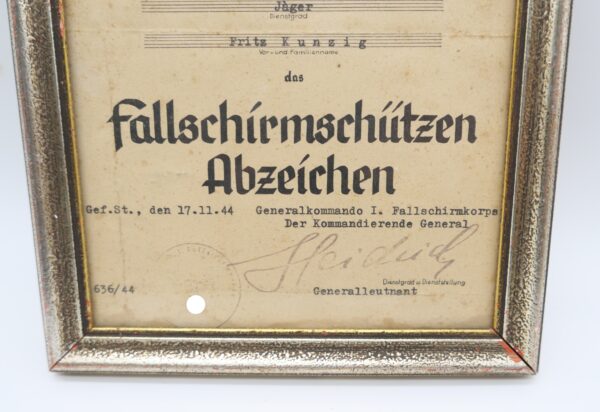 Jäger
Dienstgrad
Fritz Kunzig
Vor- und Familienname
das
Fallschirmschützen
Abzeichen
Gef.St., den 17.11.44 Generalkommando I. Fallschirmkorps
Der Kommandierende General
Heidrich
Dienstgrad u Dienststellung
636/44
Generalleutnant